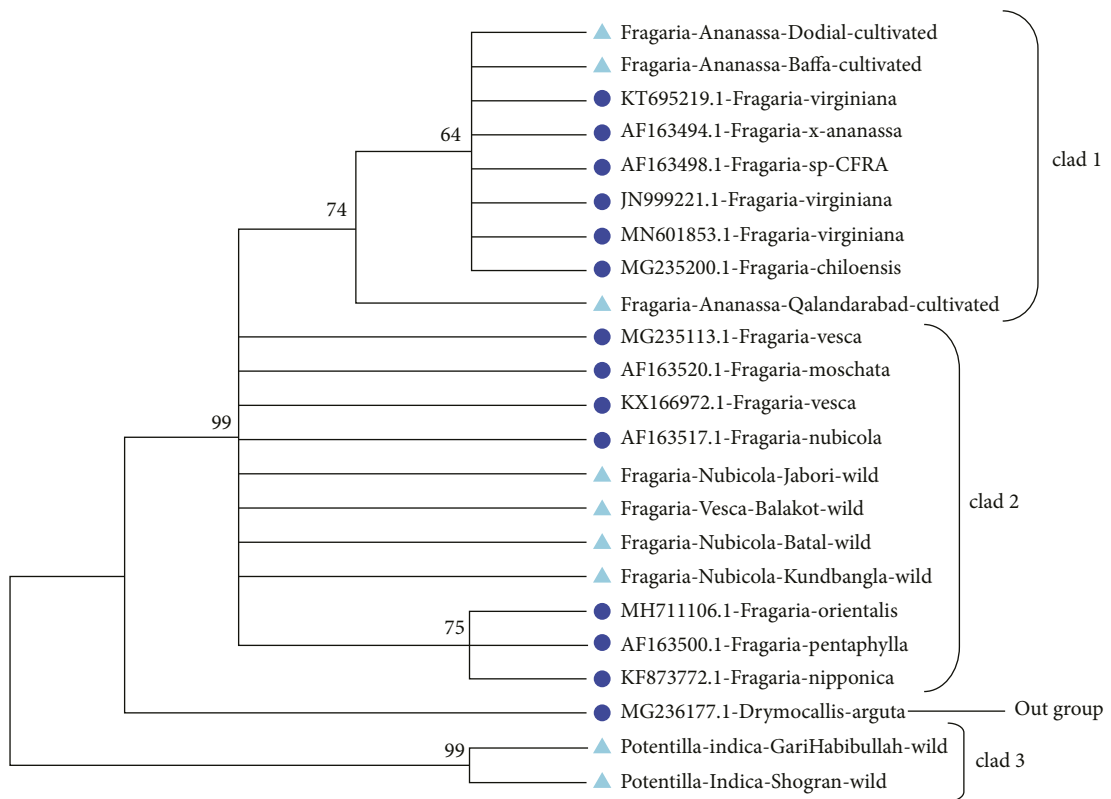 Fragaria-Ananassa-Dodial-cultivated
Fragaria-Ananassa-Baffa-cultivated
KT695219.1-Fragaria-virginiana
64
AF163494.1-Fragaria-x-ananassa
clad 1
AF163498.1-Fragaria-sp-CFRA
JN999221.1-Fragaria-virginiana
74
MN601853.1-Fragaria-virginiana
MG235200.1-Fragaria-chiloensis
Fragaria-Ananassa-Qalandarabad-cultivated
MG235113.1-Fragaria-vesca
AF163520.1-Fragaria-moschata
KX166972.1-Fragaria-vesca
99
AF163517.1-Fragaria-nubicola
Fragaria-Nubicola-Jabori-wild
clad 2
Fragaria-Vesca-Balakot-wild
Fragaria-Nubicola-Batal-wild
Fragaria-Nubicola-Kundbangla-wild
MH711106.1-Fragaria-orientalis
75
AF163500.1-Fragaria-pentaphylla
KF873772.1-Fragaria-nipponica
MG236177.1-Drymocallis-arguta
Out group
Potentilla-indica-GariHabibullah-wild
99
clad 3
Potentilla-Indica-Shogran-wild